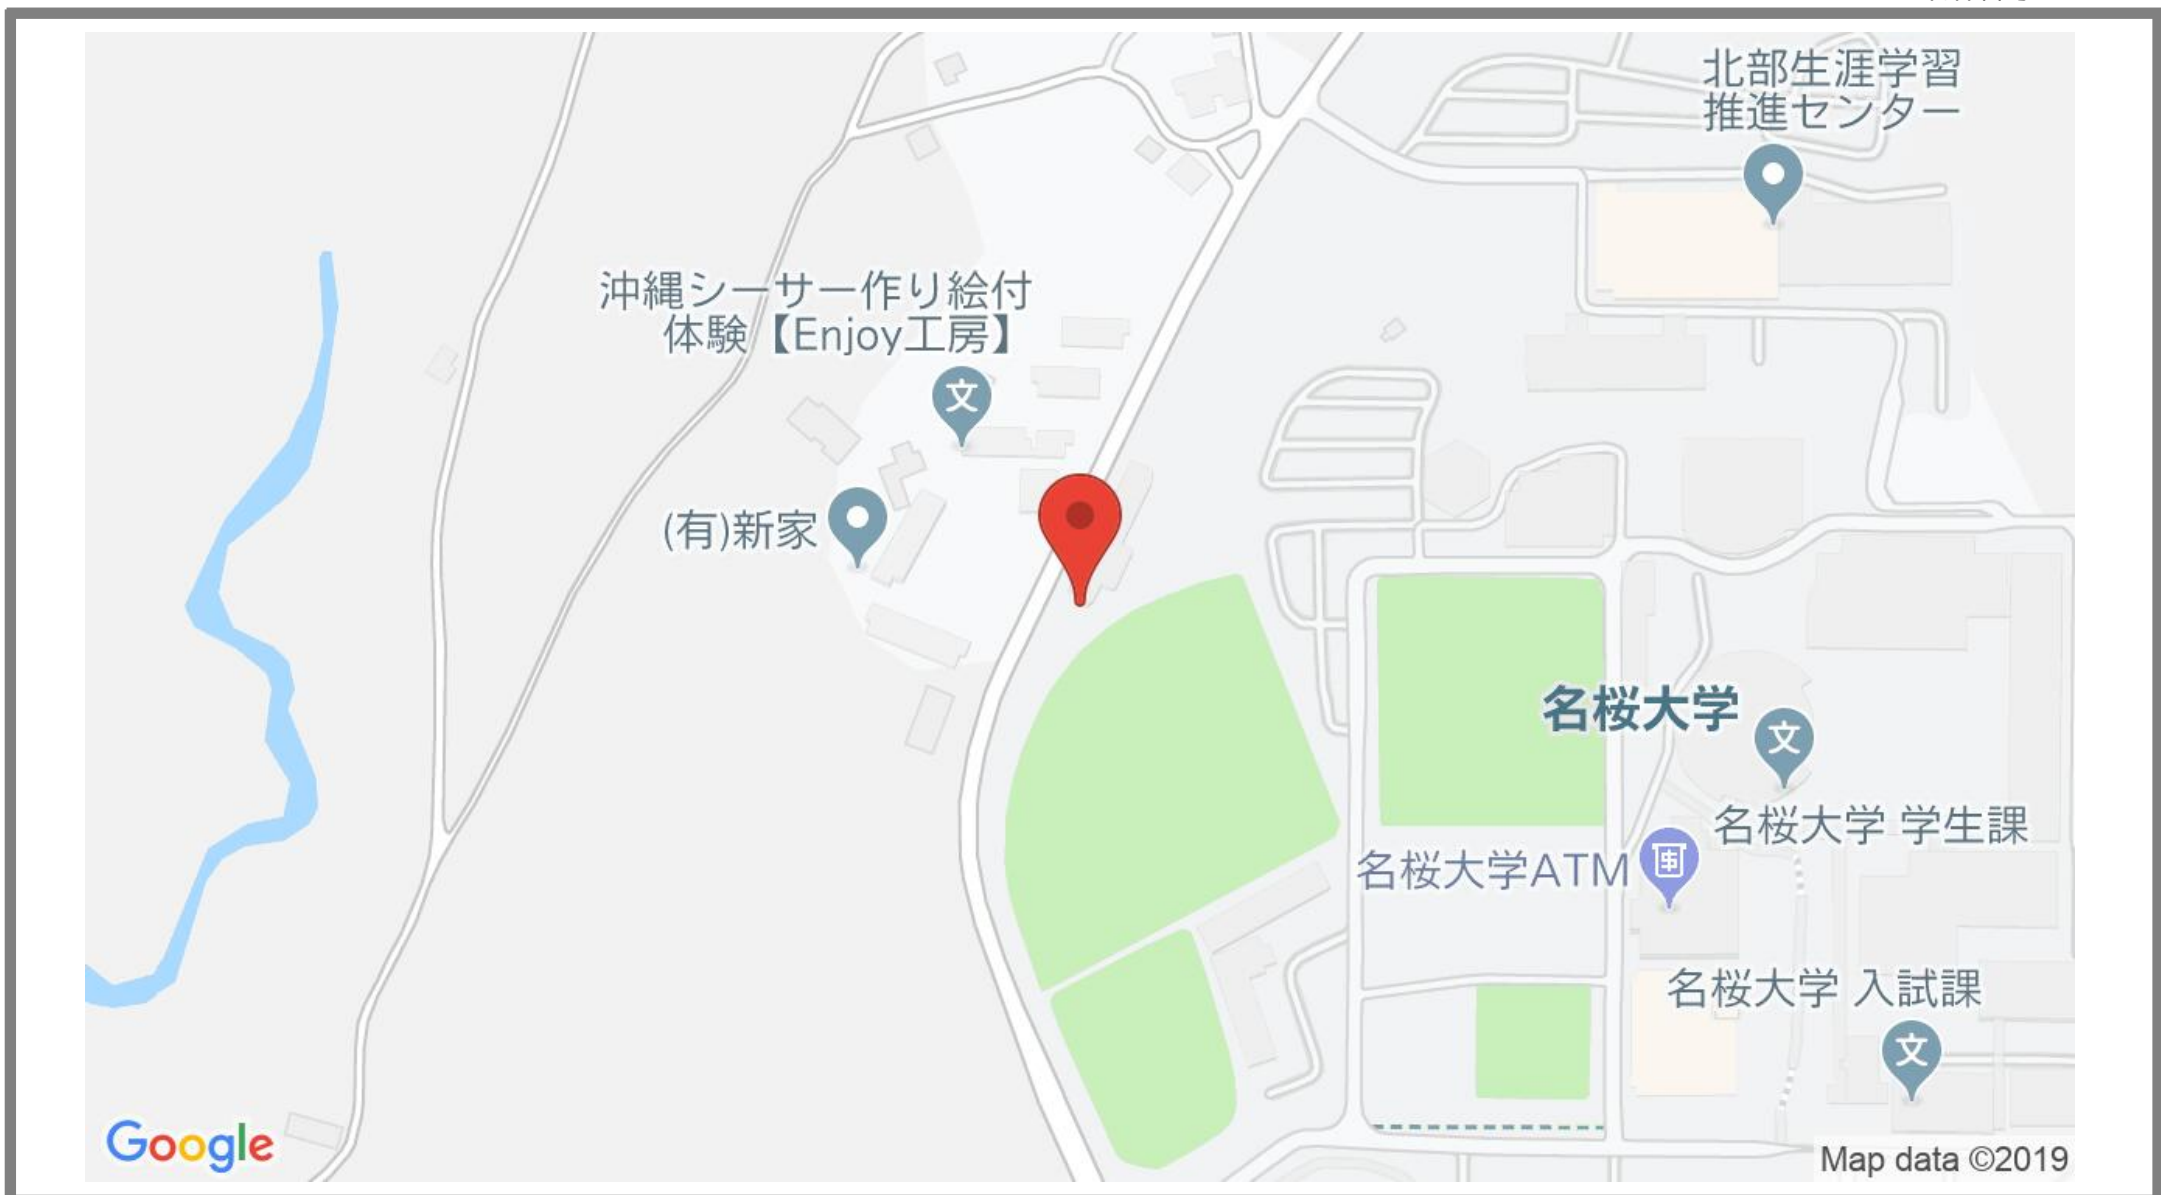 北部生涯学習
推進センター
沖縄シーサー作り絵付
体験【Enjoy工房】
文
(有)新家
名桜大学
文
名桜大学 学生課
名桜大学ATM
名桜大学 入試課
文
Google
Map data ©2019